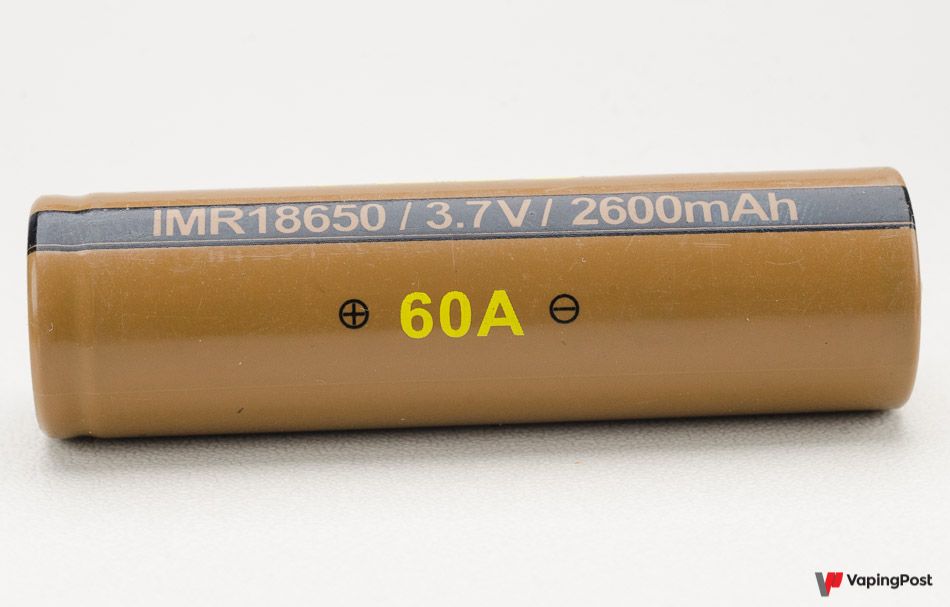 IMR18650 / 3.7V / 2600mAh
⊕ 60A ⊖
VapingPost